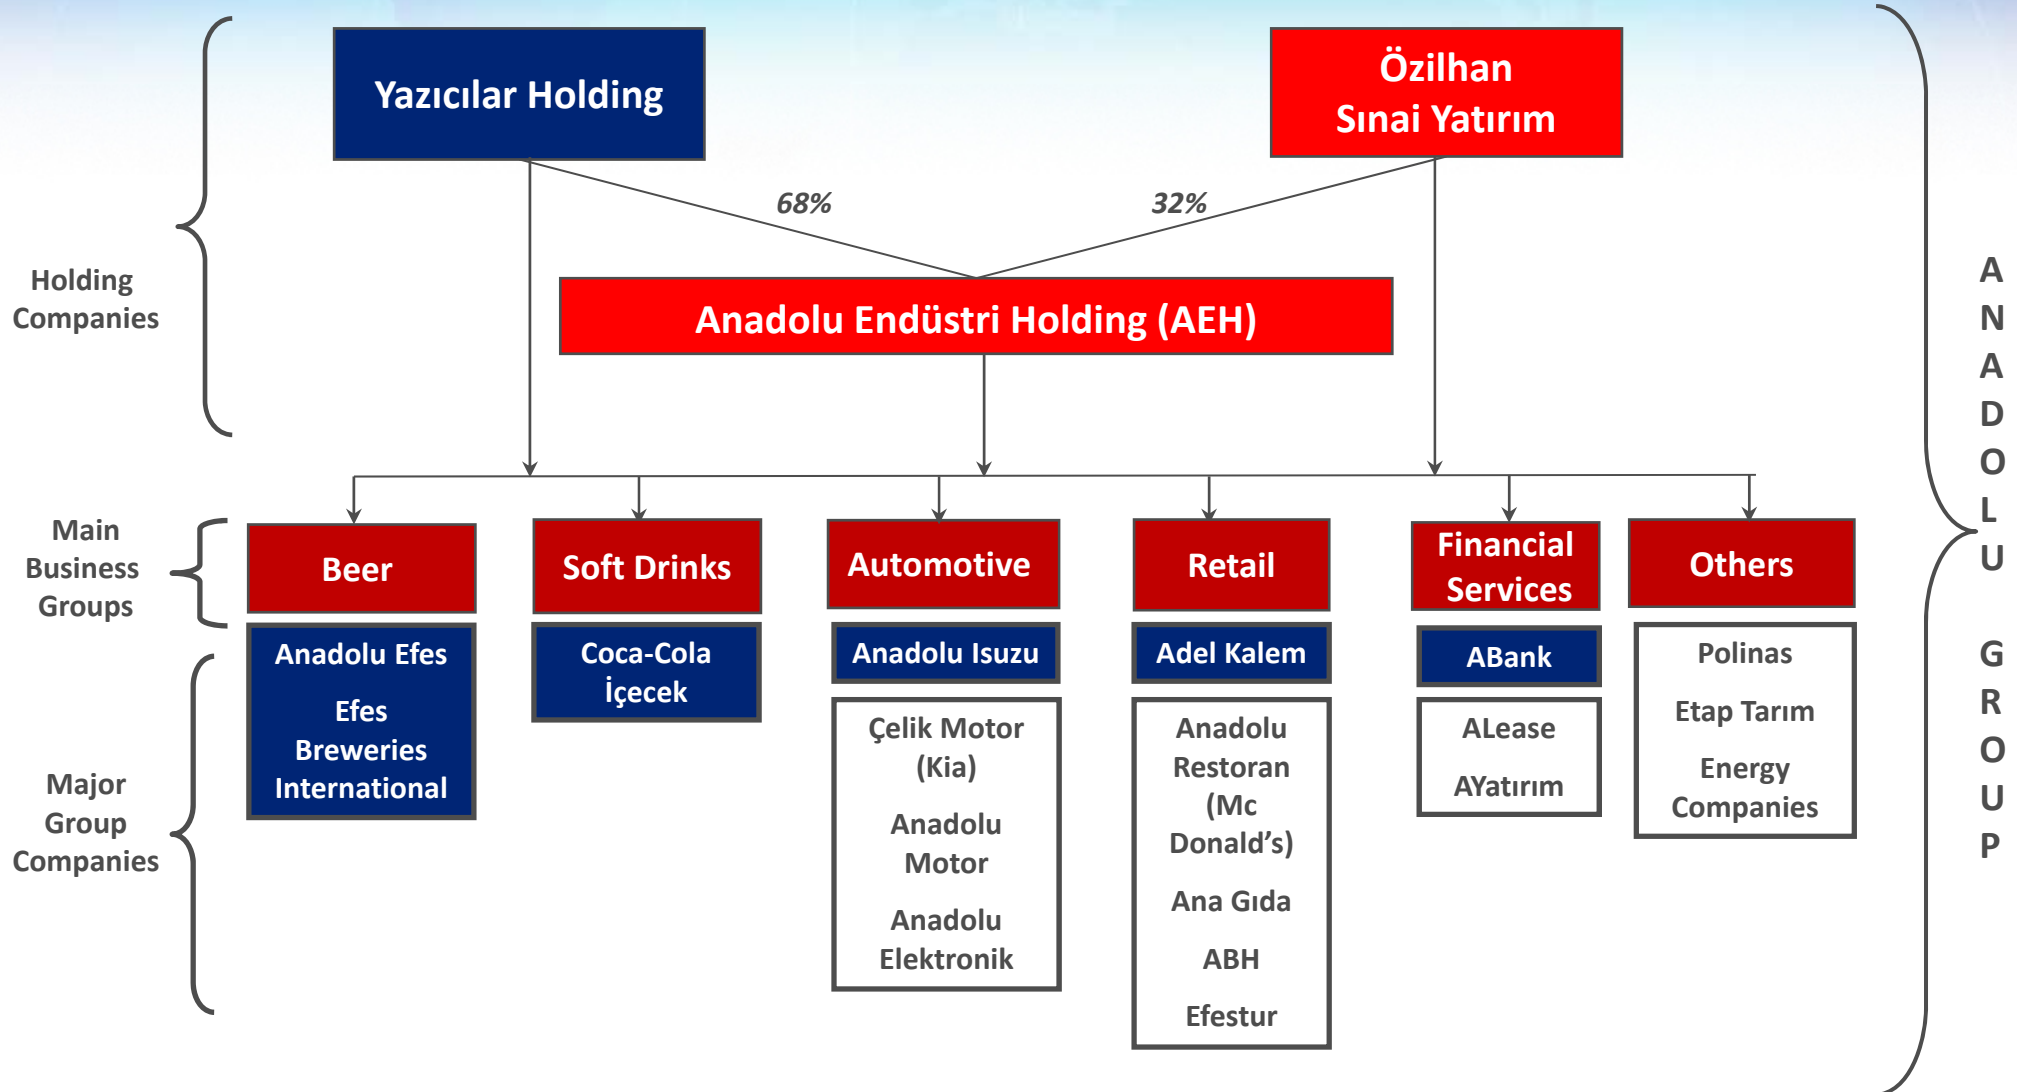 Yazıcılar Holding
Özilhan
Sınai Yatırım
68%
32%
Holding
Companies
Anadolu Endüstri Holding (AEH)
Main
Business
Groups
Beer
Soft Drinks
Automotive
Retail
Financial
Services
Others
Major
Group
Companies
Anadolu Efes
Efes
Breweries
International
Coca-Cola
İçecek
Anadolu Isuzu
Çelik Motor
(Kia)
Anadolu
Motor
Anadolu
Elektronik
Adel Kalem
Anadolu
Restoran
(Mc
Donald’s)
Ana Gıda
ABH
Efestur
ABank
ALease
AYatırım
Polinas
Etap Tarım
Energy
Companies
A
N
A
D
O
L
U
G
R
O
U
P